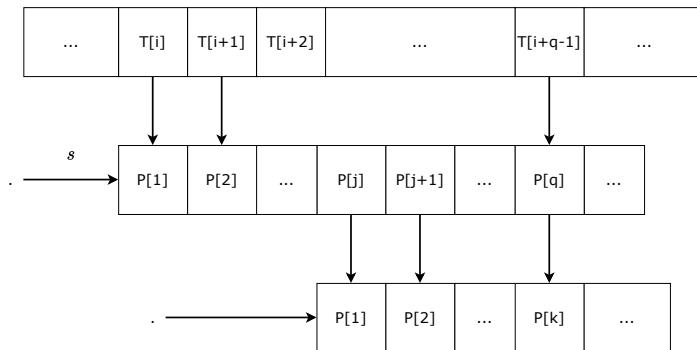 ... T[i] T[i+1] T[i+2] ... T[i+q-1] ...
s
. P[1] P[2] ... P[j] P[j+1] ... P[q] ...
. P[1] P[2] ... P[k] ...